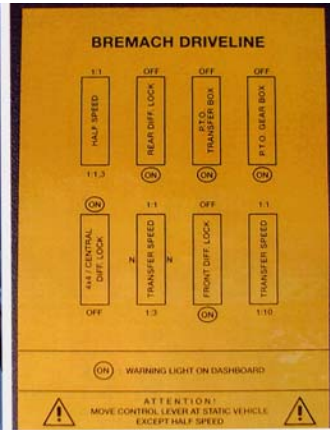 BREMACH DRIVELINE
1:1 OFF OFF OFF
HALF SPEED
REAR DIFF. LOCK
P.T.O.
TRANSFER BOX
P.T.O. GEAR BOX
1:1,3 ON ON ON
ON 1:1 OFF 1:1
4x4 / CENTRAL
DIFF. LOCK
N TRANSFER SPEED N
FRONT DIFF. LOCK
TRANSFER SPEED
OFF 1:3 ON 1/10
ON WARNING LIGHT ON DASHBOARD
ATTENTION!
MOVE CONTROL LEVER AT STATIC VEHICLE
EXCEPT HALF SPEED